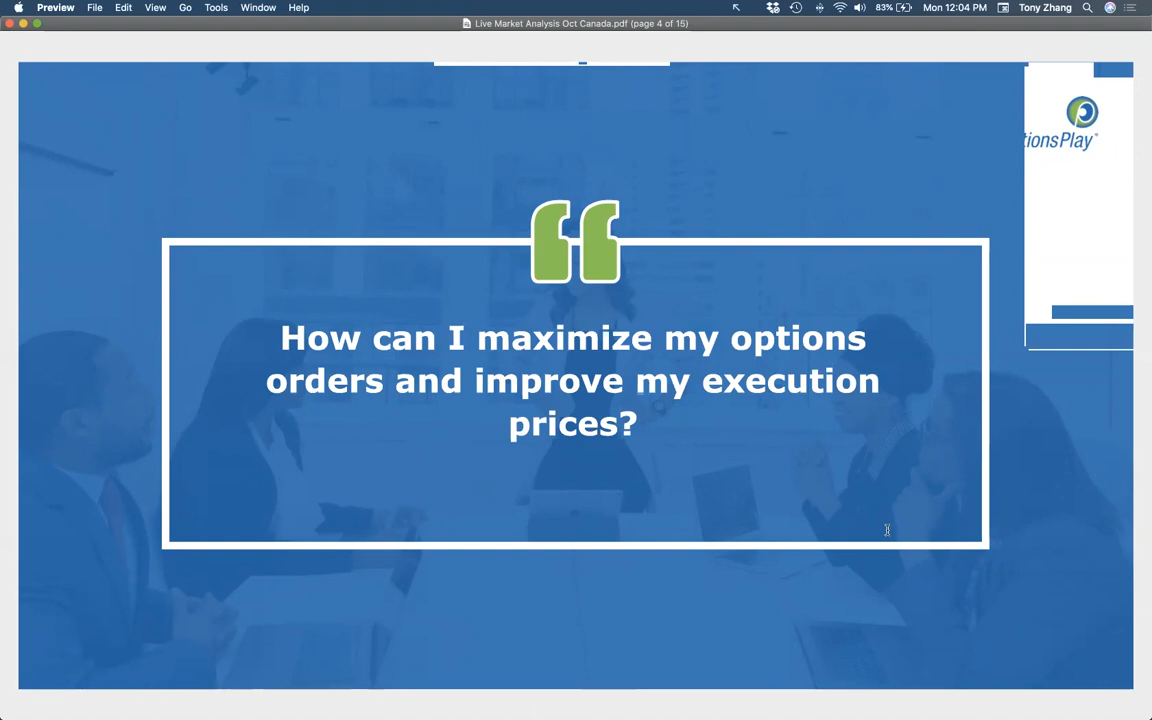 Preview File Edit View Go Tools Window Help 83% Mon 12:04 PM Tony Zhang
Live Market Analysis Oct Canada.pdf (page 4 of 15)
tionsPlay
How can I maximize my options
orders and improve my execution
prices?